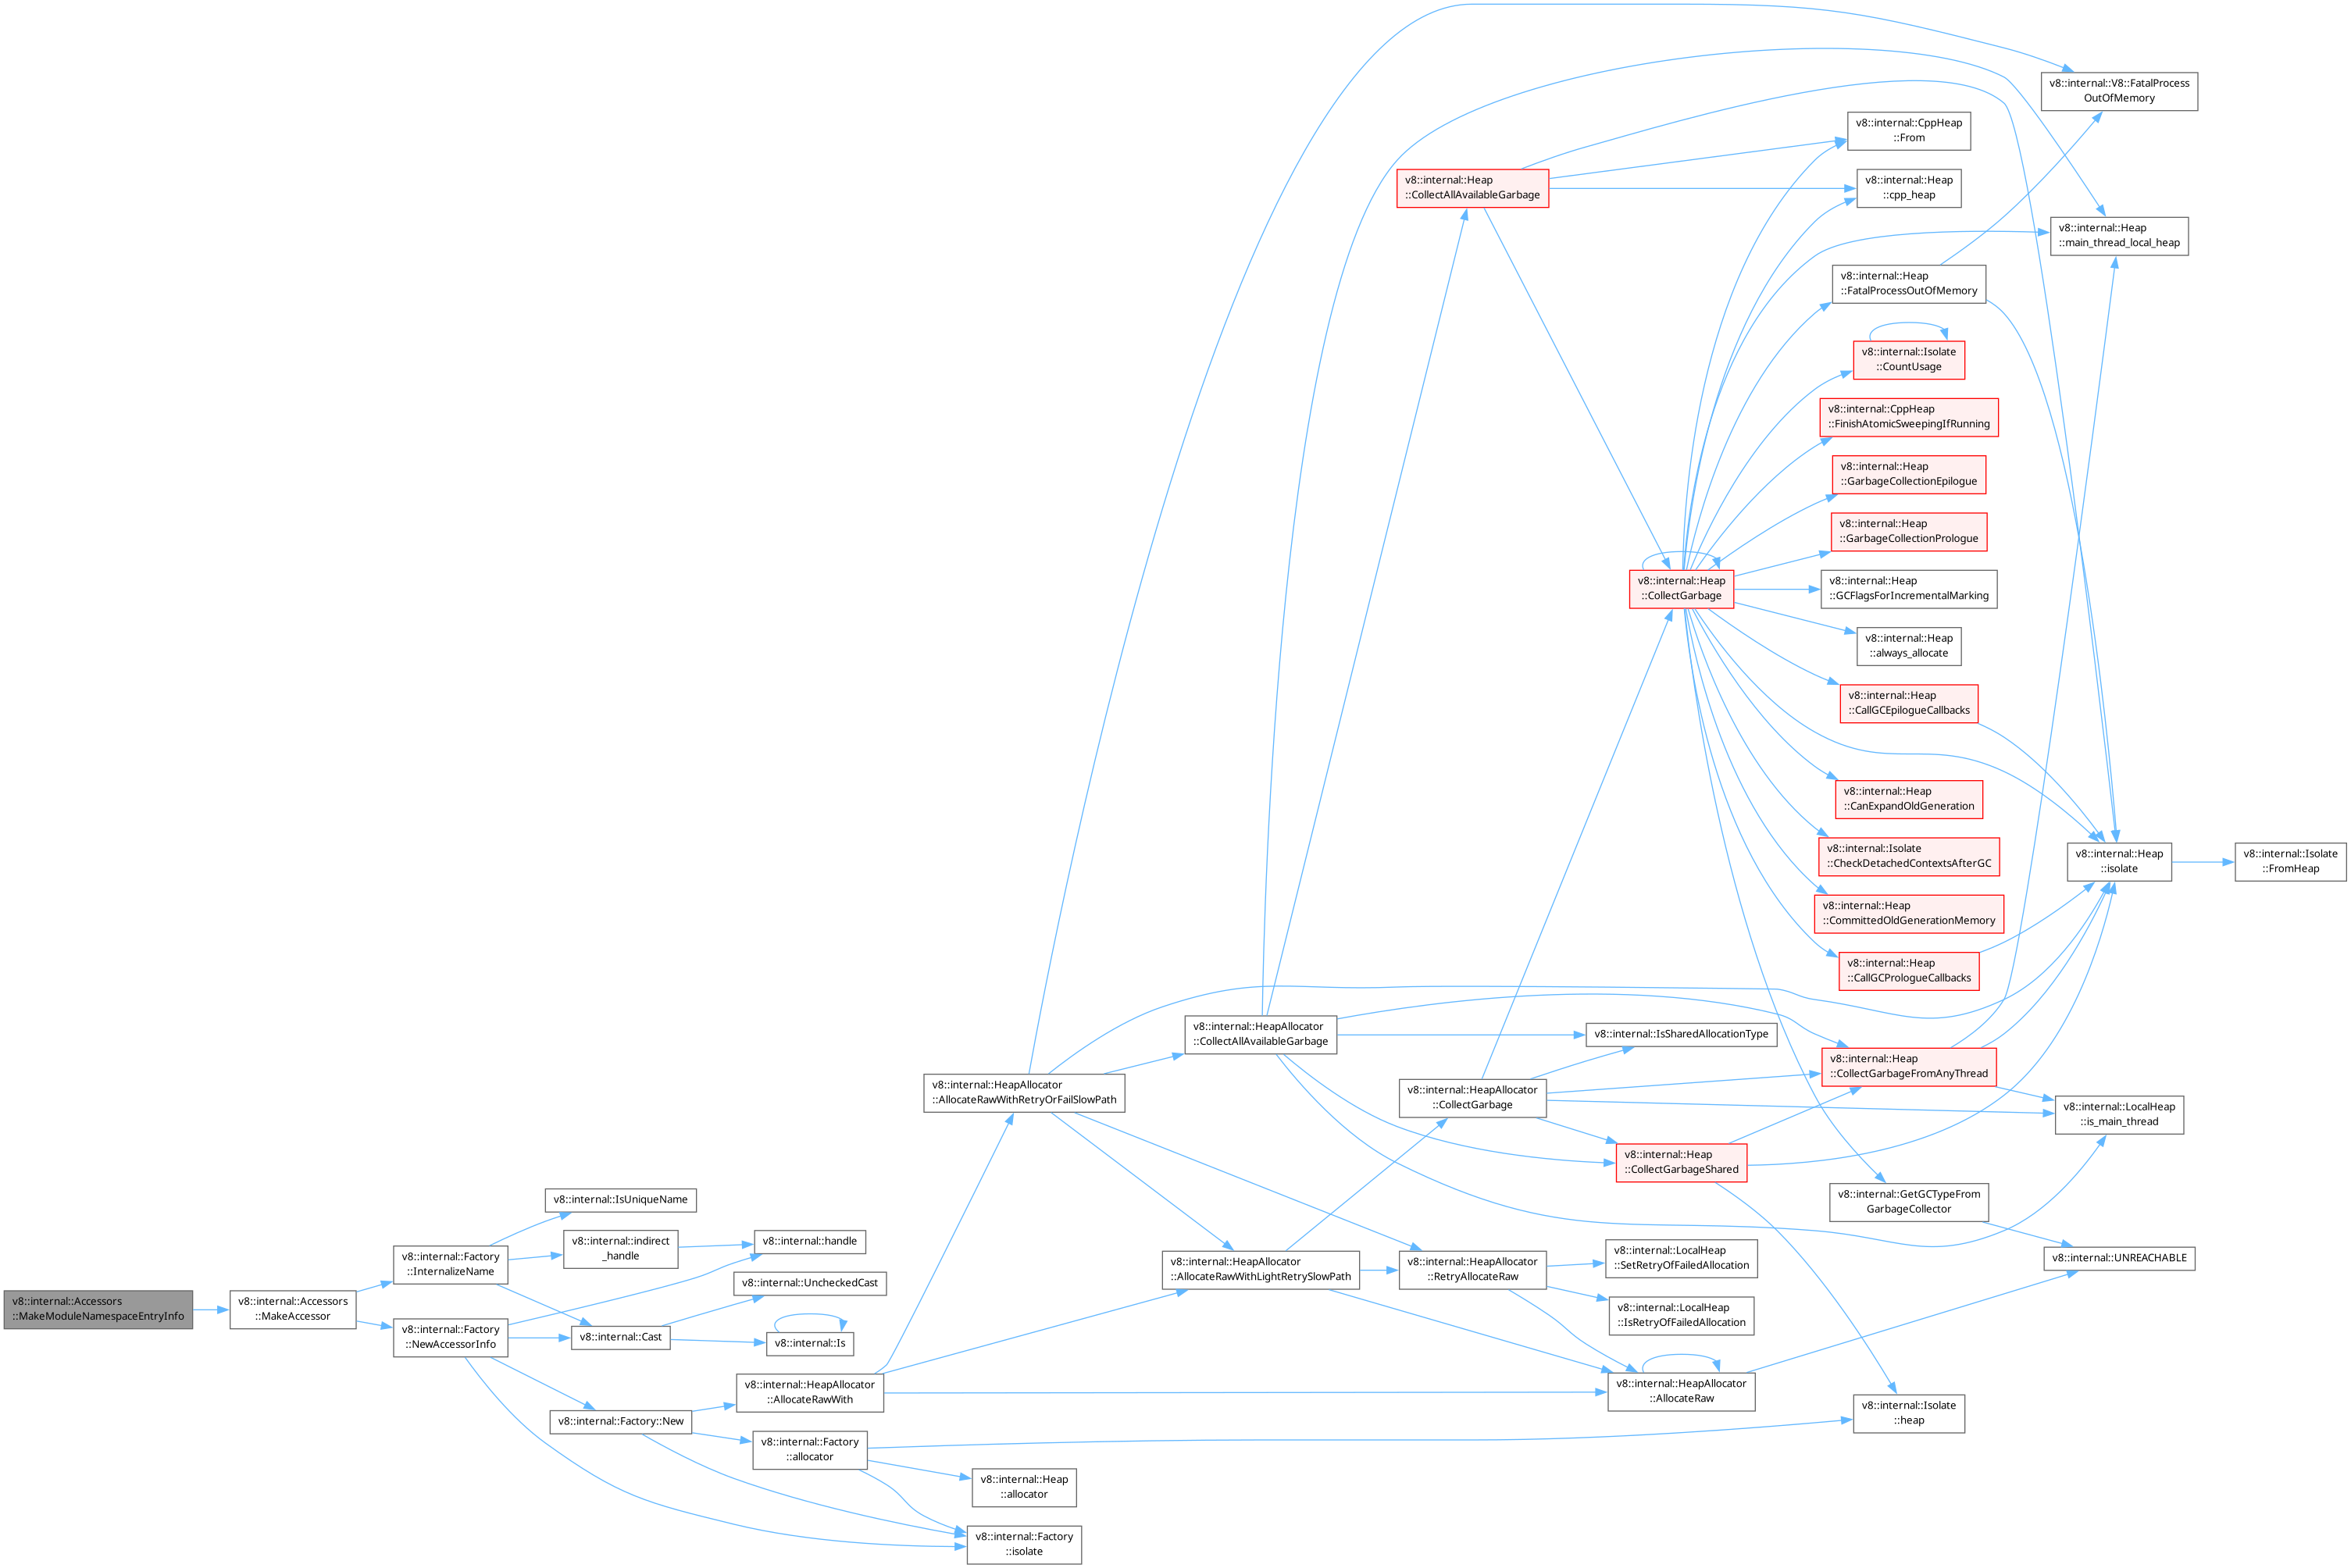 v8::internal::Accessors
::MakeModuleNamespaceEntryInfo
v8::internal::Accessors
::MakeAccessor
v8::internal::Factory
::InternalizeName
v8::internal::IsUniqueName
v8::internal::indirect
_handle
v8::internal::handle
v8::internal::Factory
::NewAccessorInfo
v8::internal::Cast
v8::internal::UncheckedCast
v8::internal::Is
v8::internal::Factory::New
v8::internal::HeapAllocator
::AllocateRawWith
v8::internal::Factory
::allocator
v8::internal::Heap
::allocator
v8::internal::Factory
::isolate
v8::internal::HeapAllocator
::AllocateRawWithRetryOrFailSlowPath
v8::internal::HeapAllocator
::CollectAllAvailableGarbage
v8::internal::HeapAllocator
::AllocateRawWithLightRetrySlowPath
v8::internal::Heap
::CollectAllAvailableGarbage
v8::internal::HeapAllocator
::CollectGarbage
v8::internal::HeapAllocator
::RetryAllocateRaw
v8::internal::Heap
::CollectGarbage
v8::internal::IsSharedAllocationType
v8::internal::Heap
::CollectGarbageShared
v8::internal::LocalHeap
::SetRetryOfFailedAllocation
v8::internal::LocalHeap
::IsRetryOfFailedAllocation
v8::internal::HeapAllocator
::AllocateRaw
v8::internal::CppHeap
::From
v8::internal::Heap
::cpp_heap
v8::internal::Heap
::FatalProcessOutOfMemory
v8::internal::Isolate
::CountUsage
v8::internal::CppHeap
::FinishAtomicSweepingIfRunning
v8::internal::Heap
::GarbageCollectionEpilogue
v8::internal::Heap
::GarbageCollectionPrologue
v8::internal::Heap
::GCFlagsForIncrementalMarking
v8::internal::Heap
::always_allocate
v8::internal::Heap
::CallGCEpilogueCallbacks
v8::internal::Heap
::CanExpandOldGeneration
v8::internal::Isolate
::CheckDetachedContextsAfterGC
v8::internal::Heap
::CommittedOldGenerationMemory
v8::internal::Heap
::CallGCPrologueCallbacks
v8::internal::Heap
::CollectGarbageFromAnyThread
v8::internal::GetGCTypeFrom
GarbageCollector
v8::internal::Isolate
::heap
v8::internal::V8::FatalProcess
OutOfMemory
v8::internal::Heap
::main_thread_local_heap
v8::internal::Heap
::isolate
v8::internal::LocalHeap
::is_main_thread
v8::internal::UNREACHABLE
v8::internal::Isolate
::FromHeap